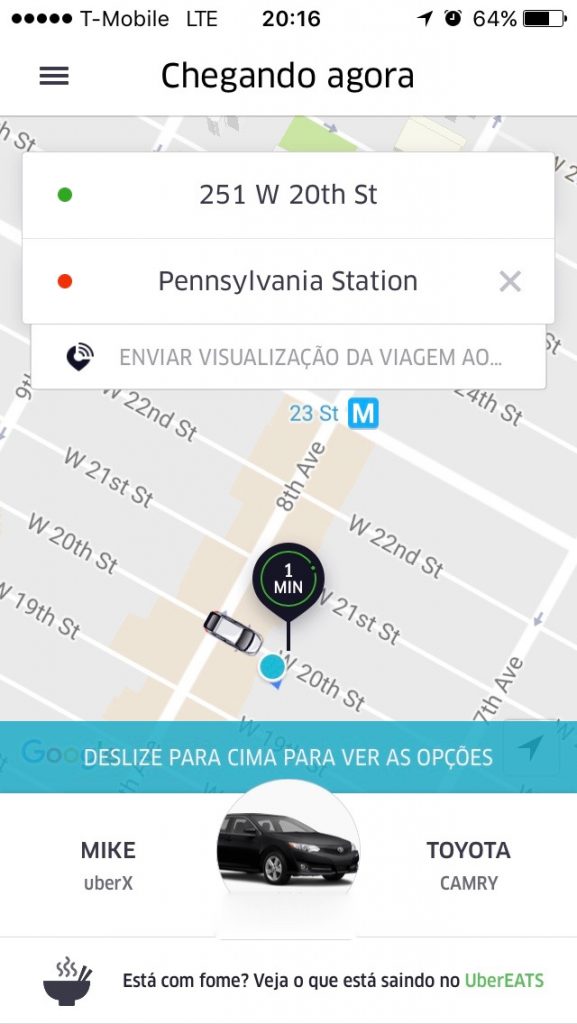 T-Mobile LTE 20:16 64%
Chegando agora
251 W 20th St
Pennsylvania Station
ENVIAR VISUALIZAÇÃO DA VIAGEM AO...
23 St M
24th St
W 22nd St
8th Ave
W 21st St
W 22nd St
W 20th St
1
MIN
W 19th St
W 21st St
W 20th St
7th Ave
W 19th St
Google
DESLIZE PARA CIMA PARA VER AS OPÇÕES
MIKE
TOYOTA
uberX
CAMRY
Está com fome? Veja o que está saindo no UberEATS